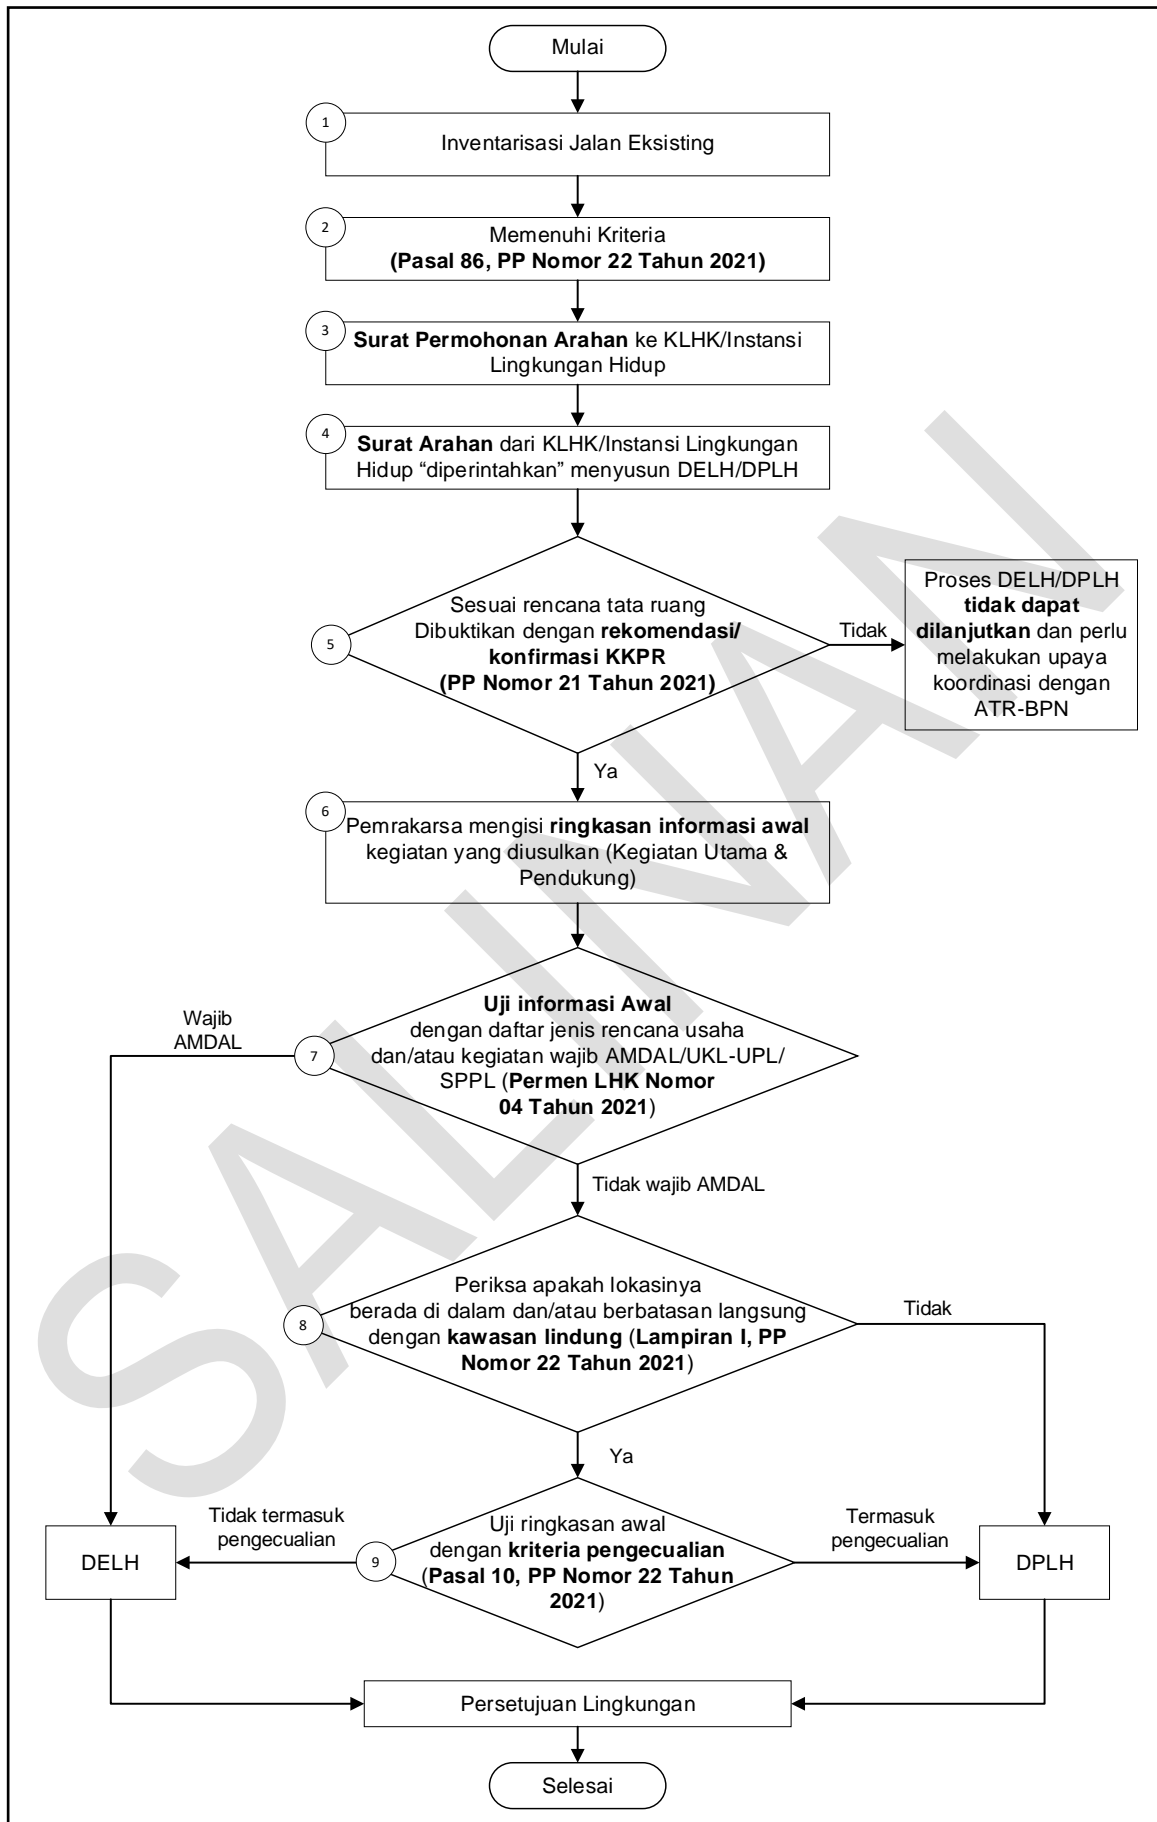 Mulai
1
Inventarisasi Jalan Eksisting
2
Memenuhi Kriteria
(Pasal 86, PP Nomor 22 Tahun 2021)
3
Surat Permohonan Arahan ke KLHK/Instansi
Lingkungan Hidup
4
Surat Arahan dari KLHK/Instansi Lingkungan
Hidup “diperintahkan” menyusun DELH/DPLH
5
Sesuai rencana tata ruang
Dibuktikan dengan rekomendasi/
konfirmasi KKPR
(PP Nomor 21 Tahun 2021)
Tidak
Proses DELH/DPLH
tidak dapat
dilanjutkan dan perlu
melakukan upaya
koordinasi dengan
ATR-BPN
Ya
6
Pemrakarsa mengisi ringkasan informasi awal
kegiatan yang diusulkan (Kegiatan Utama &
Pendukung)
7
Uji informasi Awal
dengan daftar jenis rencana usaha
dan/atau kegiatan wajib AMDAL/UKL-UPL/
SPPL (Permen LHK Nomor
04 Tahun 2021)
Wajib
AMDAL
Tidak wajib AMDAL
8
Periksa apakah lokasinya
berada di dalam dan/atau berbatasan langsung
dengan kawasan lindung (Lampiran I, PP
Nomor 22 Tahun 2021)
Tidak
Ya
9
Uji ringkasan awal
dengan kriteria pengecualian
(Pasal 10, PP Nomor 22 Tahun
2021)
Tidak termasuk
pengecualian
Termasuk
pengecualian
DELH
DPLH
Persetujuan Lingkungan
Selesai
SALINAN